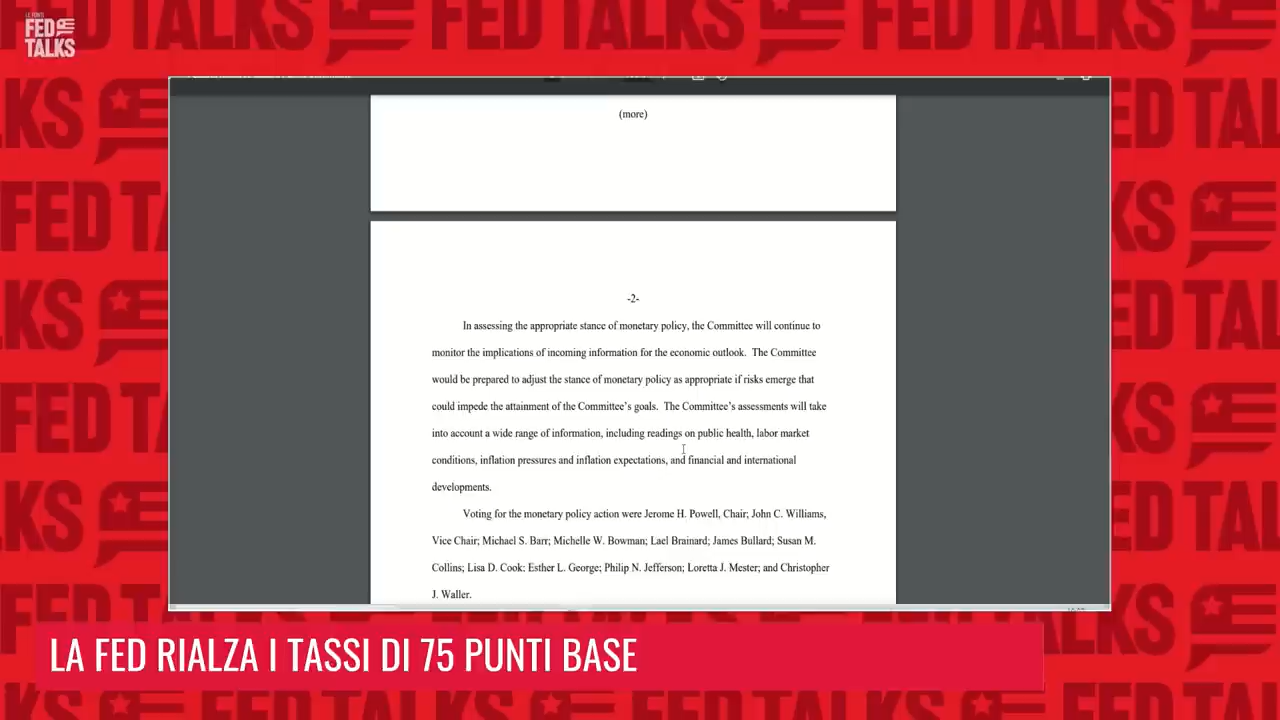 LE FONTI
FED
TALKS
(more)
-2-
In assessing the appropriate stance of monetary policy, the Committee will continue to
monitor the implications of incoming information for the economic outlook.  The Committee
would be prepared to adjust the stance of monetary policy as appropriate if risks emerge that
could impede the attainment of the Committee's goals.  The Committee's assessments will take
into account a wide range of information, including readings on public health, labor market
conditions, inflation pressures and inflation expectations, and financial and international
developments.
Voting for the monetary policy action were Jerome H. Powell, Chair; John C. Williams,
Vice Chair; Michael S. Barr; Michelle W. Bowman; Lael Brainard; James Bullard; Susan M.
Collins; Lisa D. Cook; Esther L. George; Philip N. Jefferson; Loretta J. Mester; and Christopher
J. Waller.
LA FED RIALZA I TASSI DI 75 PUNTI BASE